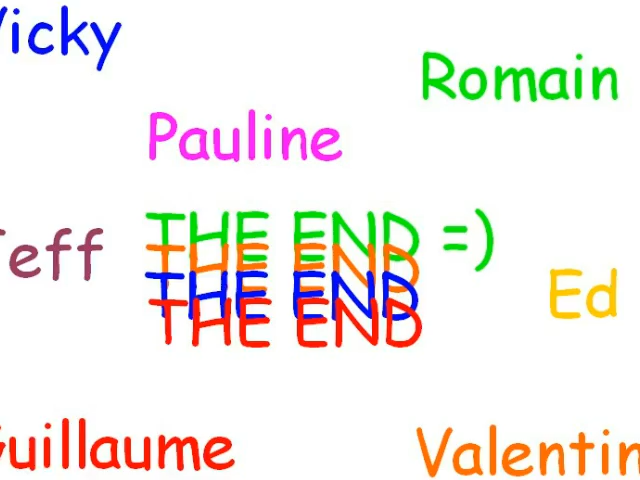 Vicky
Romain
Pauline
THE END =)
THE END
THE END
THE END
Jeff
Ed
Guillaume
Valentin